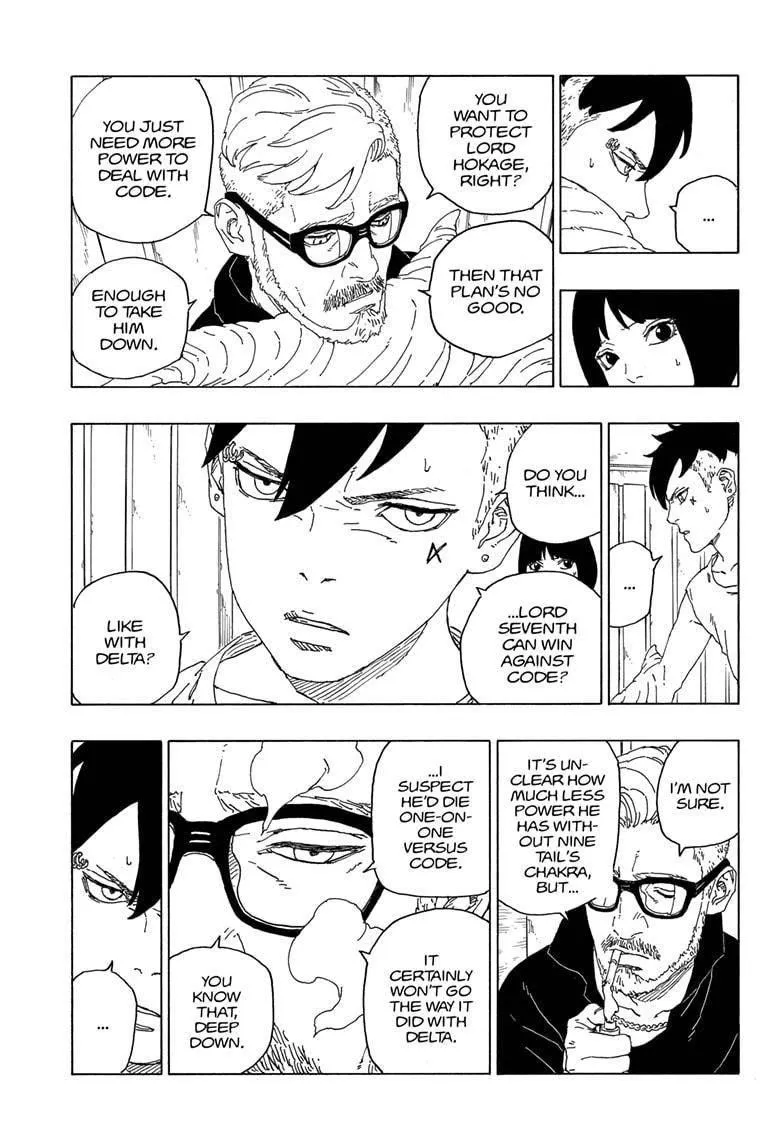 ...
YOU
WANT TO
PROTECT
LORD
HOKAGE,
RIGHT?
THEN THAT
PLAN'S NO
GOOD.
YOU JUST
NEED MORE
POWER TO
DEAL WITH
CODE.
ENOUGH
TO TAKE
HIM
DOWN.
...
DO YOU
THINK...
...LORD
SEVENTH
CAN WIN
AGAINST
CODE?
LIKE
WITH
DELTA?
I'M NOT
SURE.
IT'S UN-
CLEAR HOW
MUCH LESS
POWER HE
HAS WITH-
OUT NINE
TAIL'S
CHAKRA,
BUT...
...I
SUSPECT
HE'D DIE
ONE-ON-
ONE
VERSUS
CODE.
IT
CERTAINLY
WON'T GO
THE WAY IT
DID WITH
DELTA.
YOU
KNOW
THAT,
DEEP
DOWN.
...